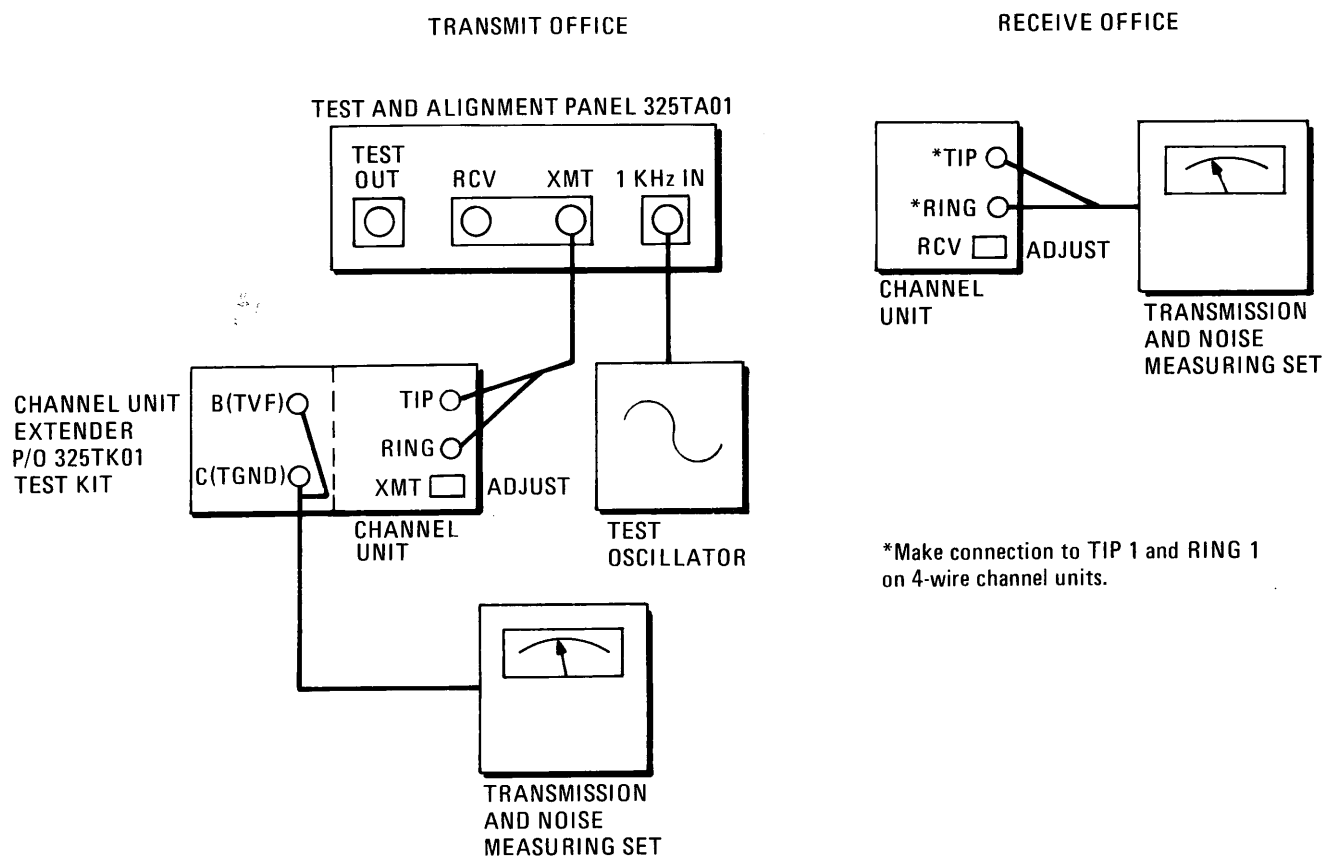 TRANSMIT OFFICE
RECEIVE OFFICE
TEST AND ALIGNMENT PANEL 325TA01
TEST
OUT
RCV
XMT
1 KHz IN
*TIP
*RING
RCV
ADJUST
CHANNEL
UNIT
TRANSMISSION
AND NOISE
MEASURING SET
CHANNEL UNIT
EXTENDER
P/O 325TK01
TEST KIT
B(TVF)
C(TGND)
TIP
RING
XMT
ADJUST
CHANNEL
UNIT
TEST
OSCILLATOR
*Make connection to TIP 1 and RING 1
on 4-wire channel units.
TRANSMISSION
AND NOISE
MEASURING SET